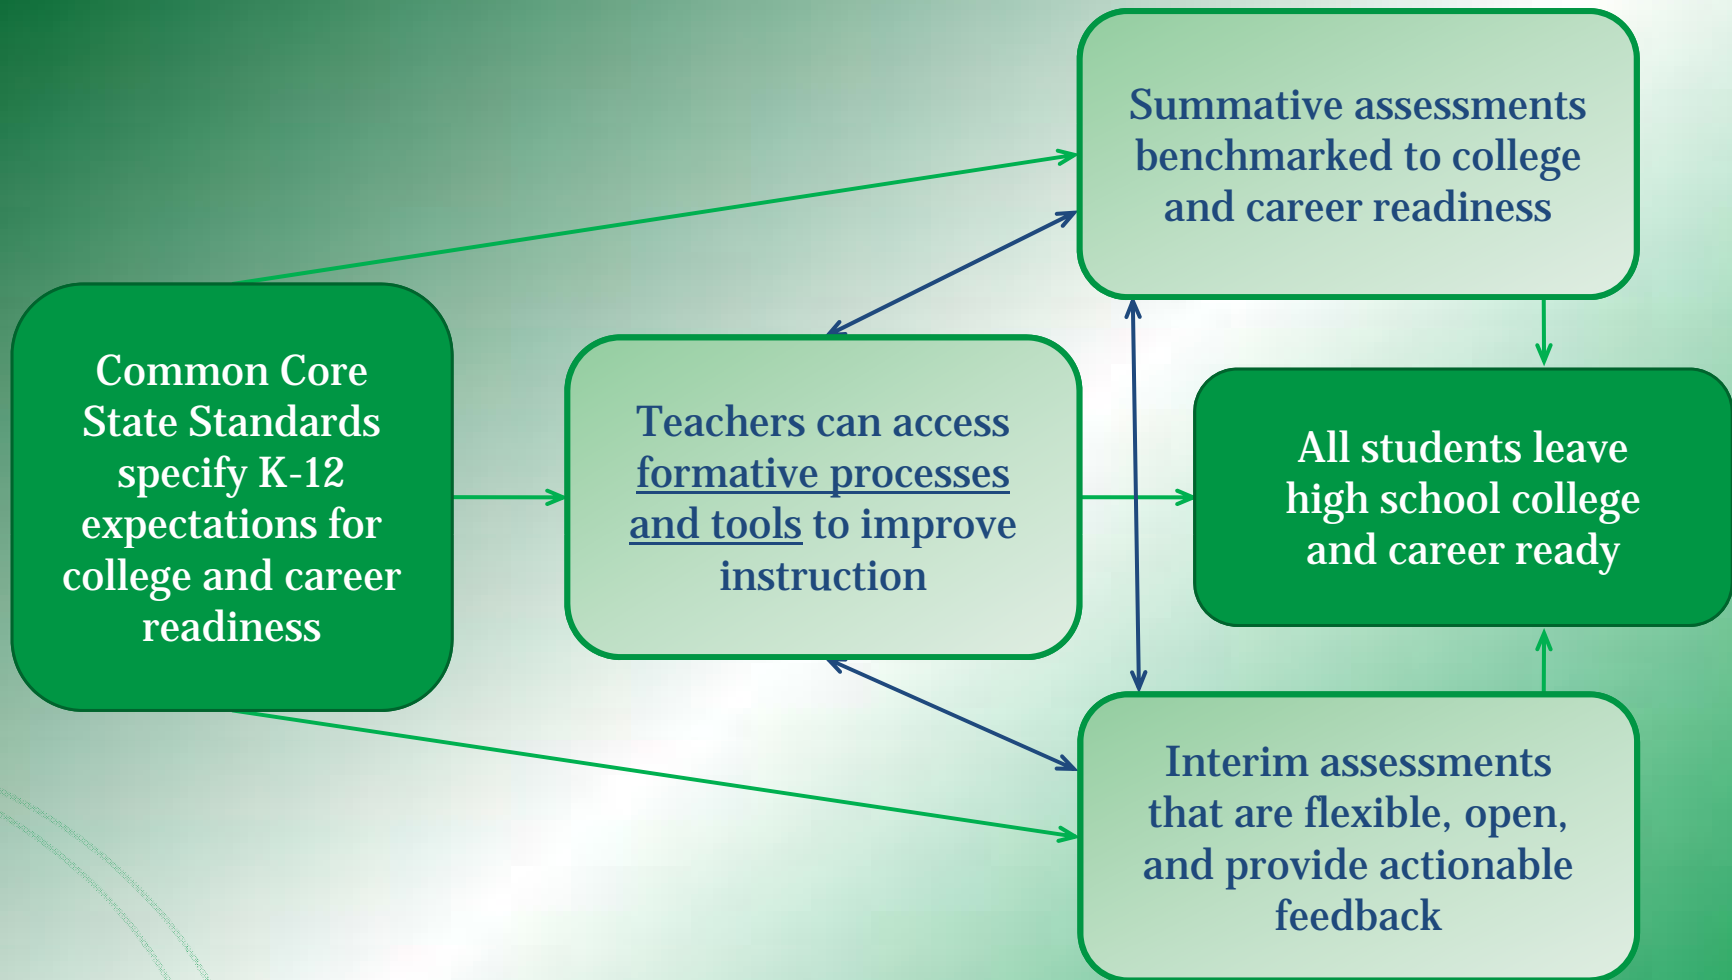 Summative assessments
benchmarked to college
and career readiness
Common Core
State Standards
specify K-12
expectations for
college and career
readiness
Teachers can access
formative processes
and tools to improve
instruction
All students leave
high school college
and career ready
Interim assessments
that are flexible, open,
and provide actionable
feedback